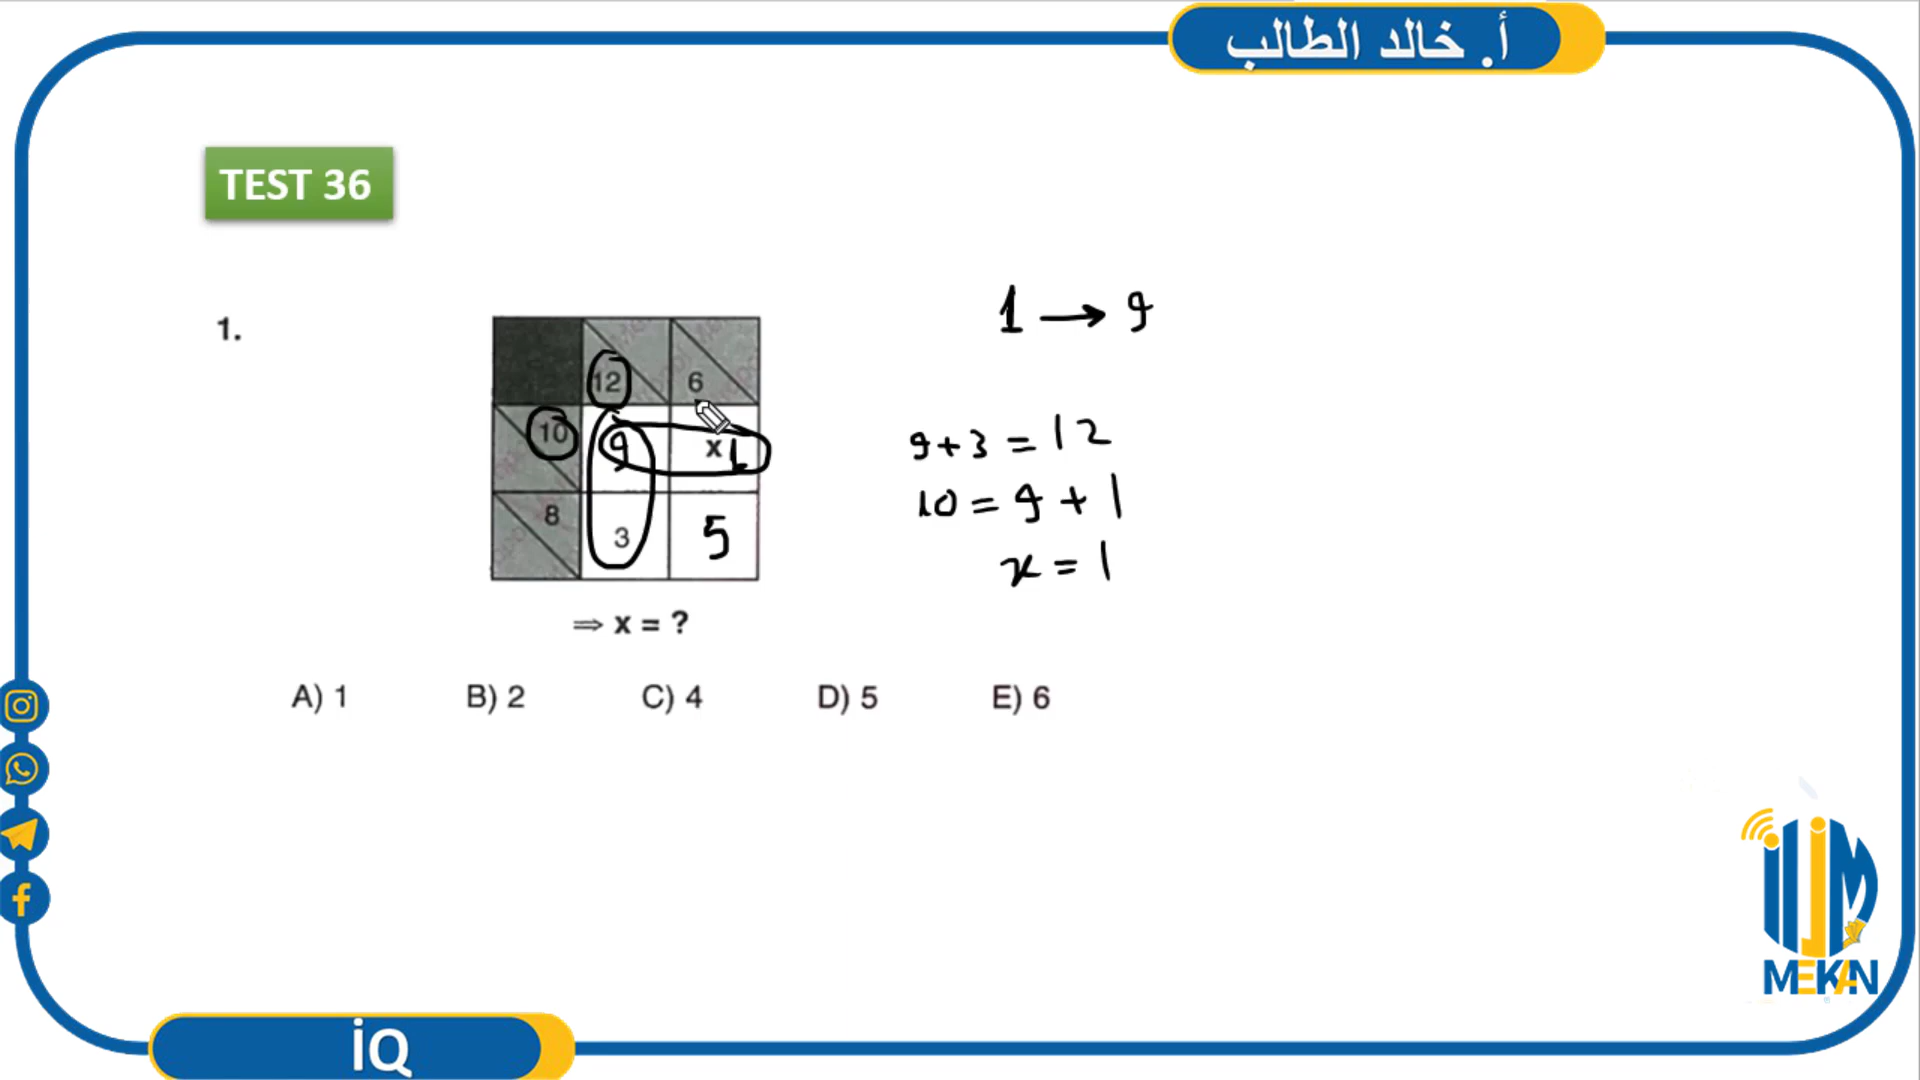 أ. خالد الطالب
TEST 36
1.
1 → 9
12 6
10 9 x 1
8 3 5
9 + 3 = 12
10 = 9 + 1
x = 1
⇒ x = ?
A) 1 B) 2 C) 4 D) 5 E) 6
MEKAN
İQ